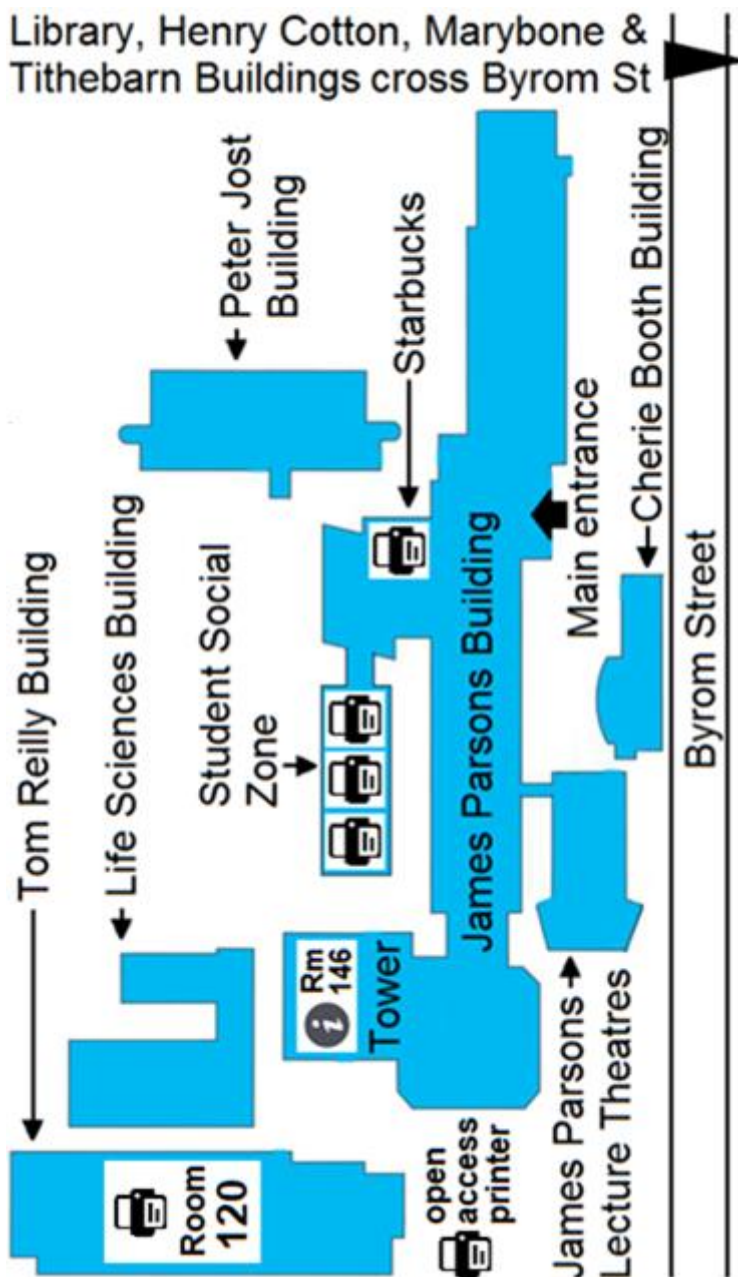 Library, Henry Cotton, Marybone &
Tithebarn Buildings cross Byrom St
Peter Jost
Building
Starbucks
Cherie Booth Building
Main entrance
Byrom Street
Tom Reilly Building
Life Sciences Building
Student Social
Zone
James Parsons Building
Rm
146
i
Tower
James Parsons
Lecture Theatres
Room
120
open
access
printer